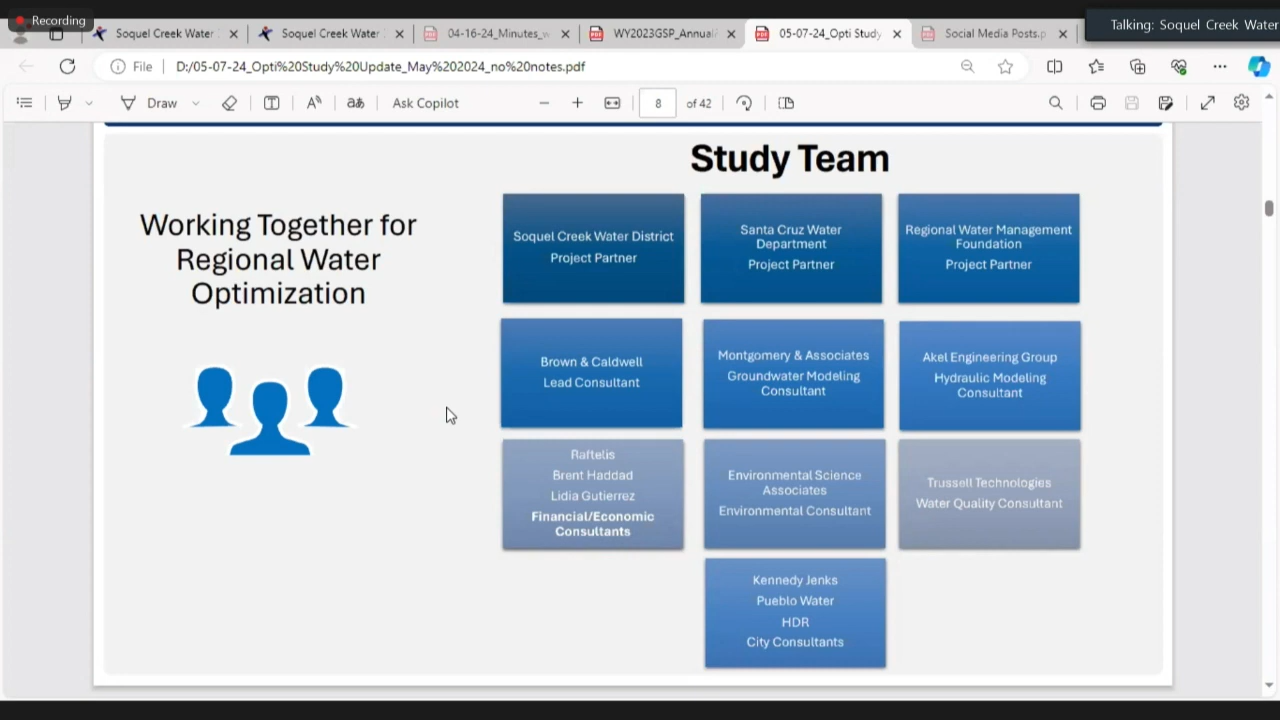 Recording
Talking: Soquel Creek Water
Soquel Creek Water
Soquel Creek Water
04-16-24_Minutes_w
WY2023GSP_Annual
05-07-24_Opti Study
Social Media Posts.p
File
D:/05-07-24_Opti%20Study%20Update_May%202024_no%20notes.pdf
Draw
Ask Copilot
8 of 42
Study Team
Working Together for
Regional Water
Optimization
Soquel Creek Water District
Project Partner
Santa Cruz Water
Department
Project Partner
Regional Water Management
Foundation
Project Partner
Brown & Caldwell
Lead Consultant
Montgomery & Associates
Groundwater Modeling
Consultant
Akel Engineering Group
Hydraulic Modeling
Consultant
Raftelis
Brent Haddad
Lidia Gutierrez
Financial/Economic
Consultants
Environmental Science
Associates
Environmental Consultant
Trussell Technologies
Water Quality Consultant
Kennedy Jenks
Pueblo Water
HDR
City Consultants